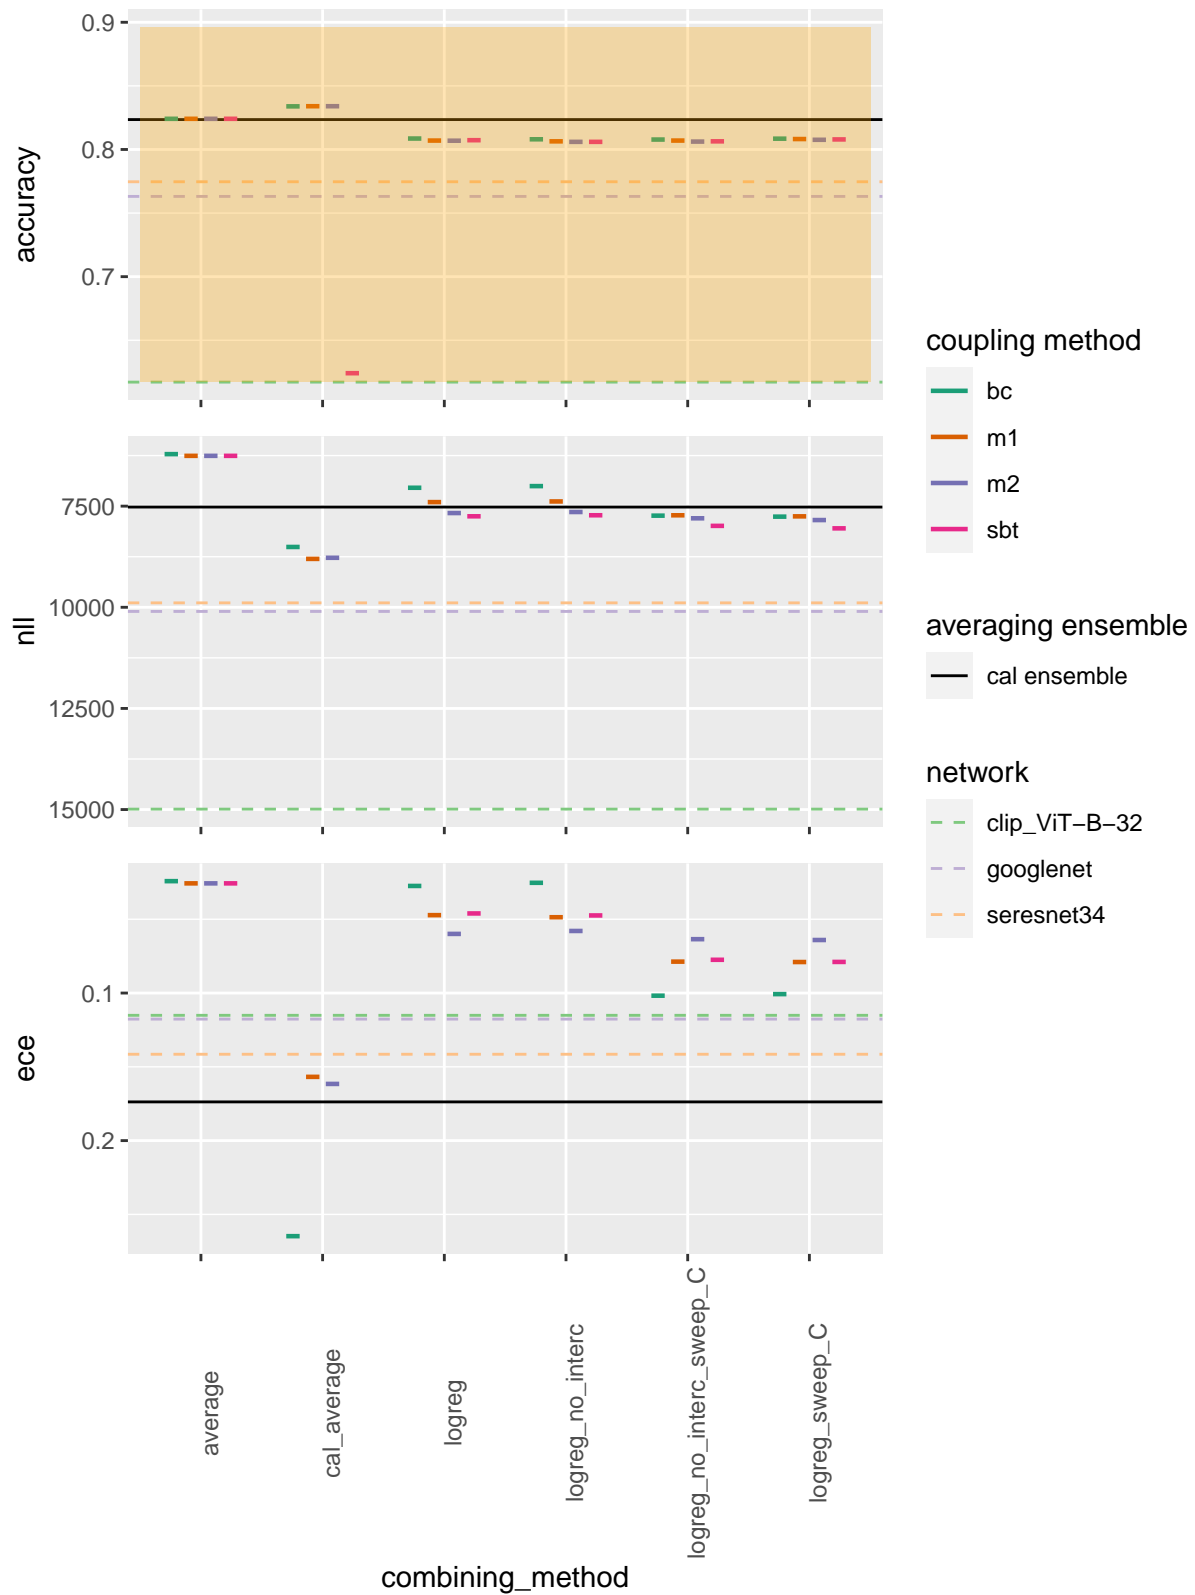 0.9
0.8
0.7
accuracy
7500
10000
12500
15000
nll
0.1
0.2
ece
average
cal_average
logreg
logreg_no_interc
logreg_no_interc_sweep_C
logreg_sweep_C
combining_method
coupling method
bc
m1
m2
sbt
averaging ensemble
cal ensemble
network
clip_ViT−B−32
googlenet
seresnet34